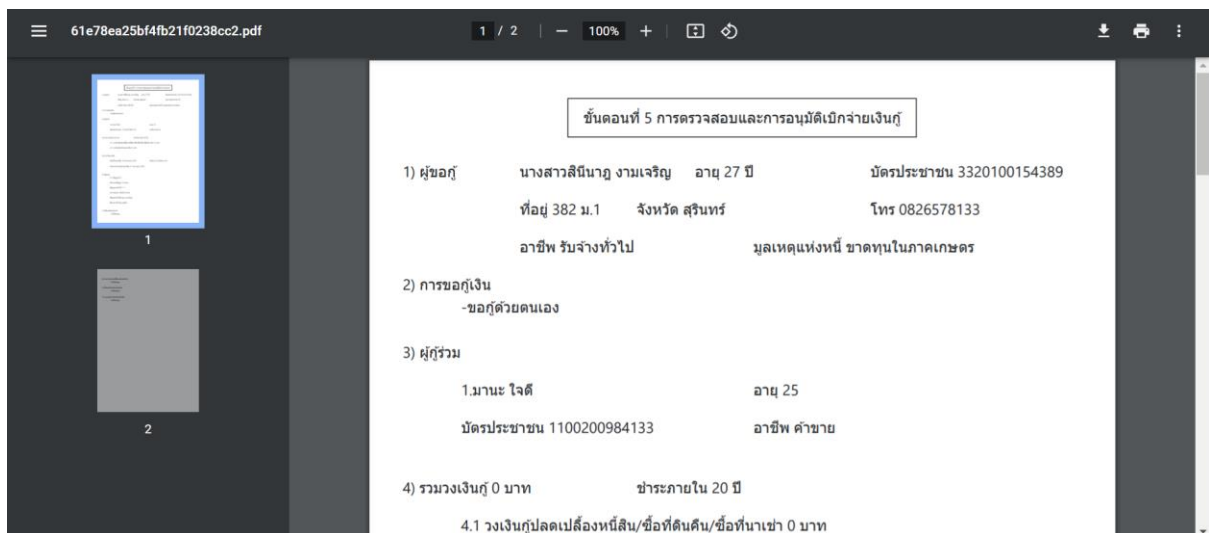 61e78ea25bf4fb21f0238cc2.pdf 1 / 2 100%
ขั้นตอนที่ 5 การตรวจสอบและการอนุมัติเบิกจ่ายเงินกู้
1) ผู้ขอกู้ นางสาวสินีนาฎ งามเจริญ อายุ 27 ปี บัตรประชาชน 3320100154389
ที่อยู่ 382 ม.1 จังหวัด สุรินทร์ โทร 0826578133
อาชีพ รับจ้างทั่วไป มูลเหตุแห่งหนี้ ขาดทุนในภาคเกษตร
2) การขอกู้เงิน
-ขอกู้ด้วยตนเอง
3) ผู้กู้ร่วม
1.มานะ ใจดี อายุ 25
บัตรประชาชน 1100200984133 อาชีพ ค้าขาย
4) รวมวงเงินกู้ 0 บาท ชำระภายใน 20 ปี
4.1 วงเงินกู้ปลดเปลื้องหนี้สิน/ซื้อที่ดินคืน/ซื้อที่นาเช่า 0 บาท
1
2